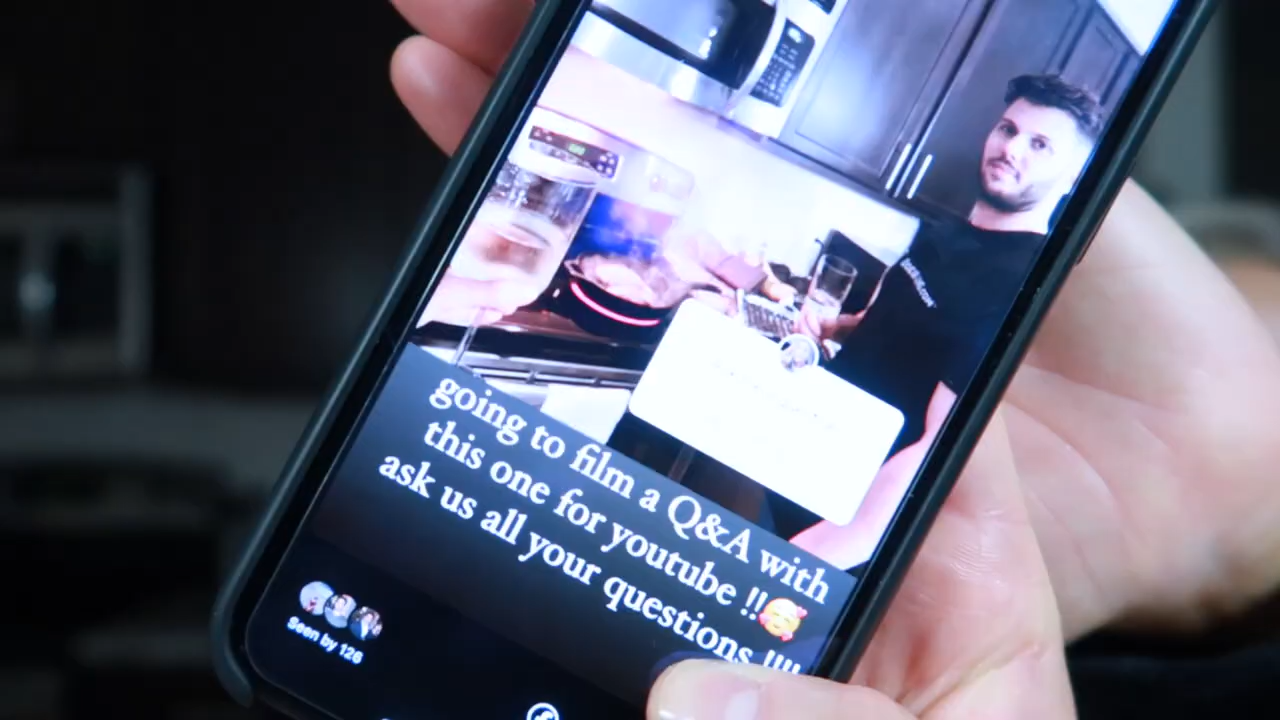 going to film a Q&A with
this one for youtube !!🥰
ask us all your questions !!!!
Seen by 126